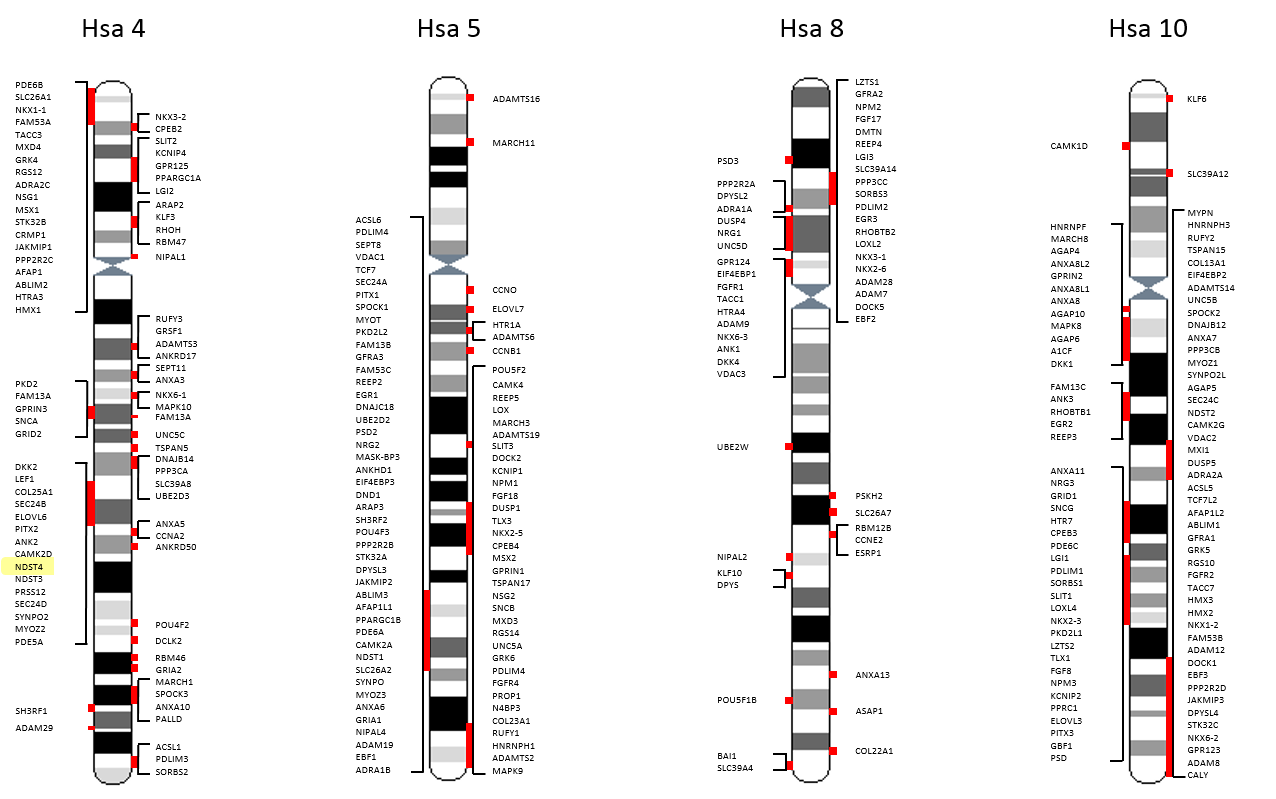 Hsa 4
PDE6B
SLC26A1
NKX1-1
FAM53A
TACC3
MXD4
GRK4
RGS12
ADRA2C
NSG1
MSX1
STK32B
CRMP1
JAKMIP1
PPP2R2C
AFAP1
ABLIM2
HTRA3
HMX1
PKD2
FAM13A
GPRIN3
SNCA
GRID2
DKK2
LEF1
COL25A1
SEC24B
ELOVL6
PITX2
ANK2
CAMK2D
NDST4
NDST3
PRSS12
SEC24D
SYNPO2
MYOZ2
PDE5A
SH3RF1
ADAM29
NKX3-2
CPEB2
SLIT2
KCNIP4
GPR125
PPARGC1A
LGI2
ARAP2
KLF3
RHOH
RBM47
NIPAL1
RUFY3
GRSF1
ADAMTS3
ANKRD17
SEPT11
ANXA3
NKX6-1
MAPK10
FAM13A
UNC5C
TSPAN5
DNAJB14
PPP3CA
SLC39A8
UBE2D3
ANXA5
CCNA2
ANKRD50
POU4F2
DCLK2
RBM46
GRIA2
MARCH1
SPOCK3
ANXA10
PALLD
ACSL1
PDLIM3
SORBS2
Hsa 5
ACSL6
PDLIM4
SEPT8
VDAC1
TCF7
SEC24A
PITX1
SPOCK1
MYOT
PKD2L2
FAM13B
GFRA3
FAM53C
REEP2
EGR1
DNAJC18
UBE2D2
PSD2
NRG2
MASK-BP3
ANKHD1
EIF4EBP3
DND1
ARAP3
SH3RF2
POU4F3
PPP2R2B
STK32A
DPYSL3
JAKMIP2
ABLIM3
AFAP1L1
PPARGC1B
PDE6A
CAMK2A
NDST1
SLC26A2
SYNPO
MYOZ3
ANXA6
GRIA1
NIPAL4
ADAM19
EBF1
ADRA1B
ADAMTS16
MARCH11
CCNO
ELOVL7
HTR1A
ADAMTS6
CCNB1
POU5F2
CAMK4
REEP5
LOX
MARCH3
ADAMTS19
SLIT3
DOCK2
KCNIP1
NPM1
FGF18
DUSP1
TLX3
NKX2-5
CPEB4
MSX2
GPRIN1
TSPAN17
NSG2
SNCB
MXD3
RGS14
UNC5A
GRK6
PDLIM4
FGFR4
PROP1
N4BP3
COL23A1
RUFY1
HNRNPH1
ADAMTS2
MAPK9
Hsa 8
PSD3
PPP2R2A
DPYSL2
ADRA1A
DUSP4
NRG1
UNC5D
GPR124
EIF4EBP1
FGFR1
TACC1
HTRA4
ADAM9
NKX6-3
ANK1
DKK4
VDAC3
UBE2W
NIPAL2
KLF10
DPYS
POU5F1B
BAI1
SLC39A4
LZTS1
GFRA2
NPM2
FGF17
DMTN
REEP4
LGI3
SLC39A14
PPP3CC
SORBS3
PDLIM2
EGR3
RHOBTB2
LOXL2
NKX3-1
NKX2-6
ADAM28
ADAM7
DOCK5
EBF2
PSKH2
SLC26A7
RBM12B
CCNE2
ESRP1
ANXA13
ASAP1
COL22A1
Hsa 10
CAMK1D
HNRNPF
MARCH8
AGAP4
ANXA8L2
GPRIN2
ANXA8L1
ANXA8
AGAP10
MAPK8
AGAP6
A1CF
DKK1
FAM13C
ANK3
RHOBTB1
EGR2
REEP3
ANXA11
NRG3
GRID1
SNCG
HTR7
CPEB3
PDE6C
LGI1
PDLIM1
SORBS1
SLIT1
LOXL4
NKX2-3
PKD2L1
LZTS2
TLX1
FGF8
NPM3
KCNIP2
PPRC1
ELOVL3
PITX3
GBF1
PSD
KLF6
SLC39A12
MYPN
HNRNPH3
RUFY2
TSPAN15
COL13A1
EIF4EBP2
ADAMTS14
UNC5B
SPOCK2
DNAJB12
ANXA7
PPP3CB
MYOZ1
SYNPO2L
AGAP5
SEC24C
NDST2
CAMK2G
VDAC2
MXI1
DUSP5
ADRA2A
ACSL5
TCF7L2
AFAP1L2
ABLIM1
GFRA1
GRK5
RGS10
FGFR2
TACC7
HMX3
HMX2
NKX1-2
FAM53B
ADAM12
DOCK1
EBF3
PPP2R2D
JAKMIP3
DPYSL4
STK32C
NKX6-2
GPR123
ADAM8
CALY